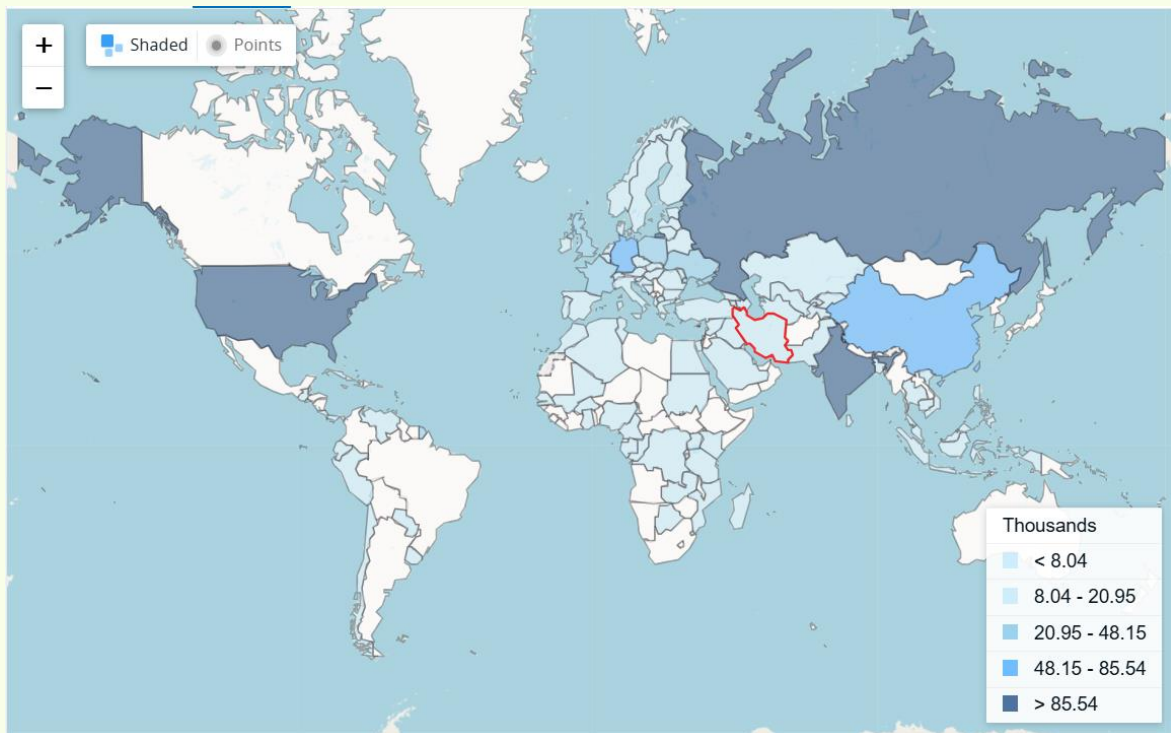 +
Shaded
Points
−
Thousands
< 8.04
8.04 - 20.95
20.95 - 48.15
48.15 - 85.54
> 85.54